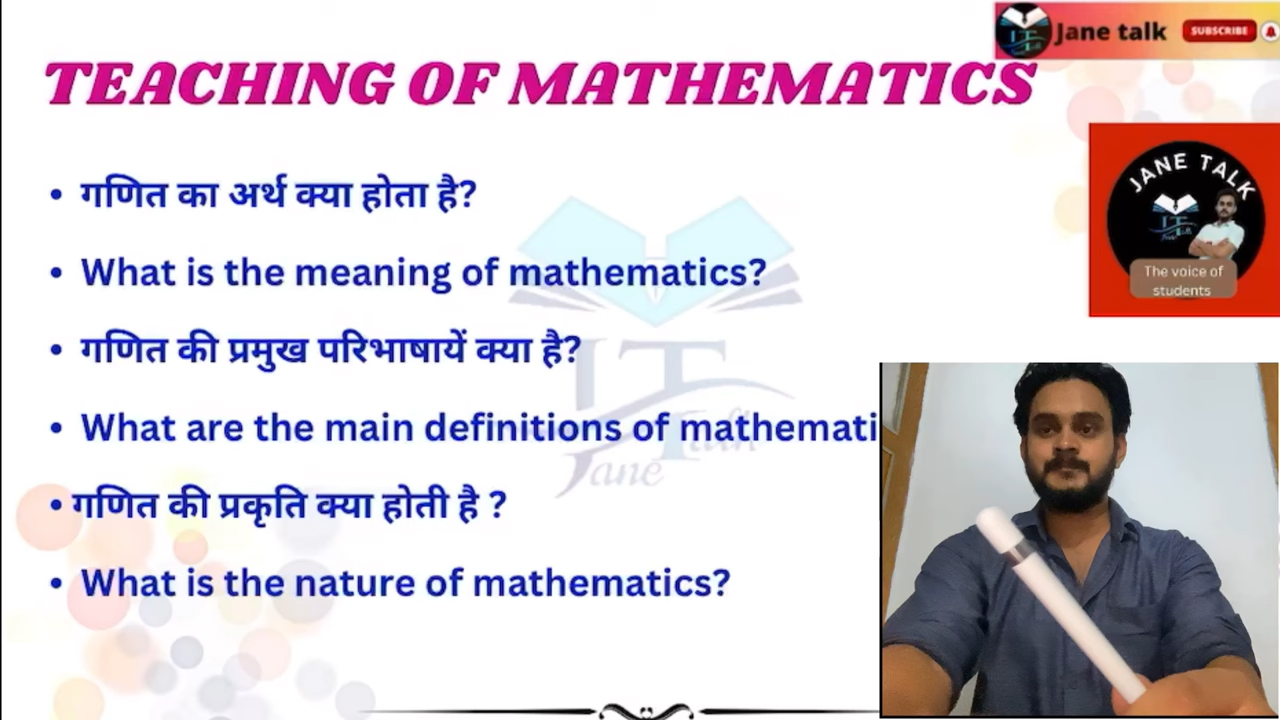 Jane talk
SUBSCRIBE
TEACHING OF MATHEMATICS
JANE TALK
The voice of
students
• गणित का अर्थ क्या होता है?
• What is the meaning of mathematics?
• गणित की प्रमुख परिभाषायें क्या है?
• What are the main definitions of mathemati
• गणित की प्रकृति क्या होती है ?
• What is the nature of mathematics?
Jane Talk